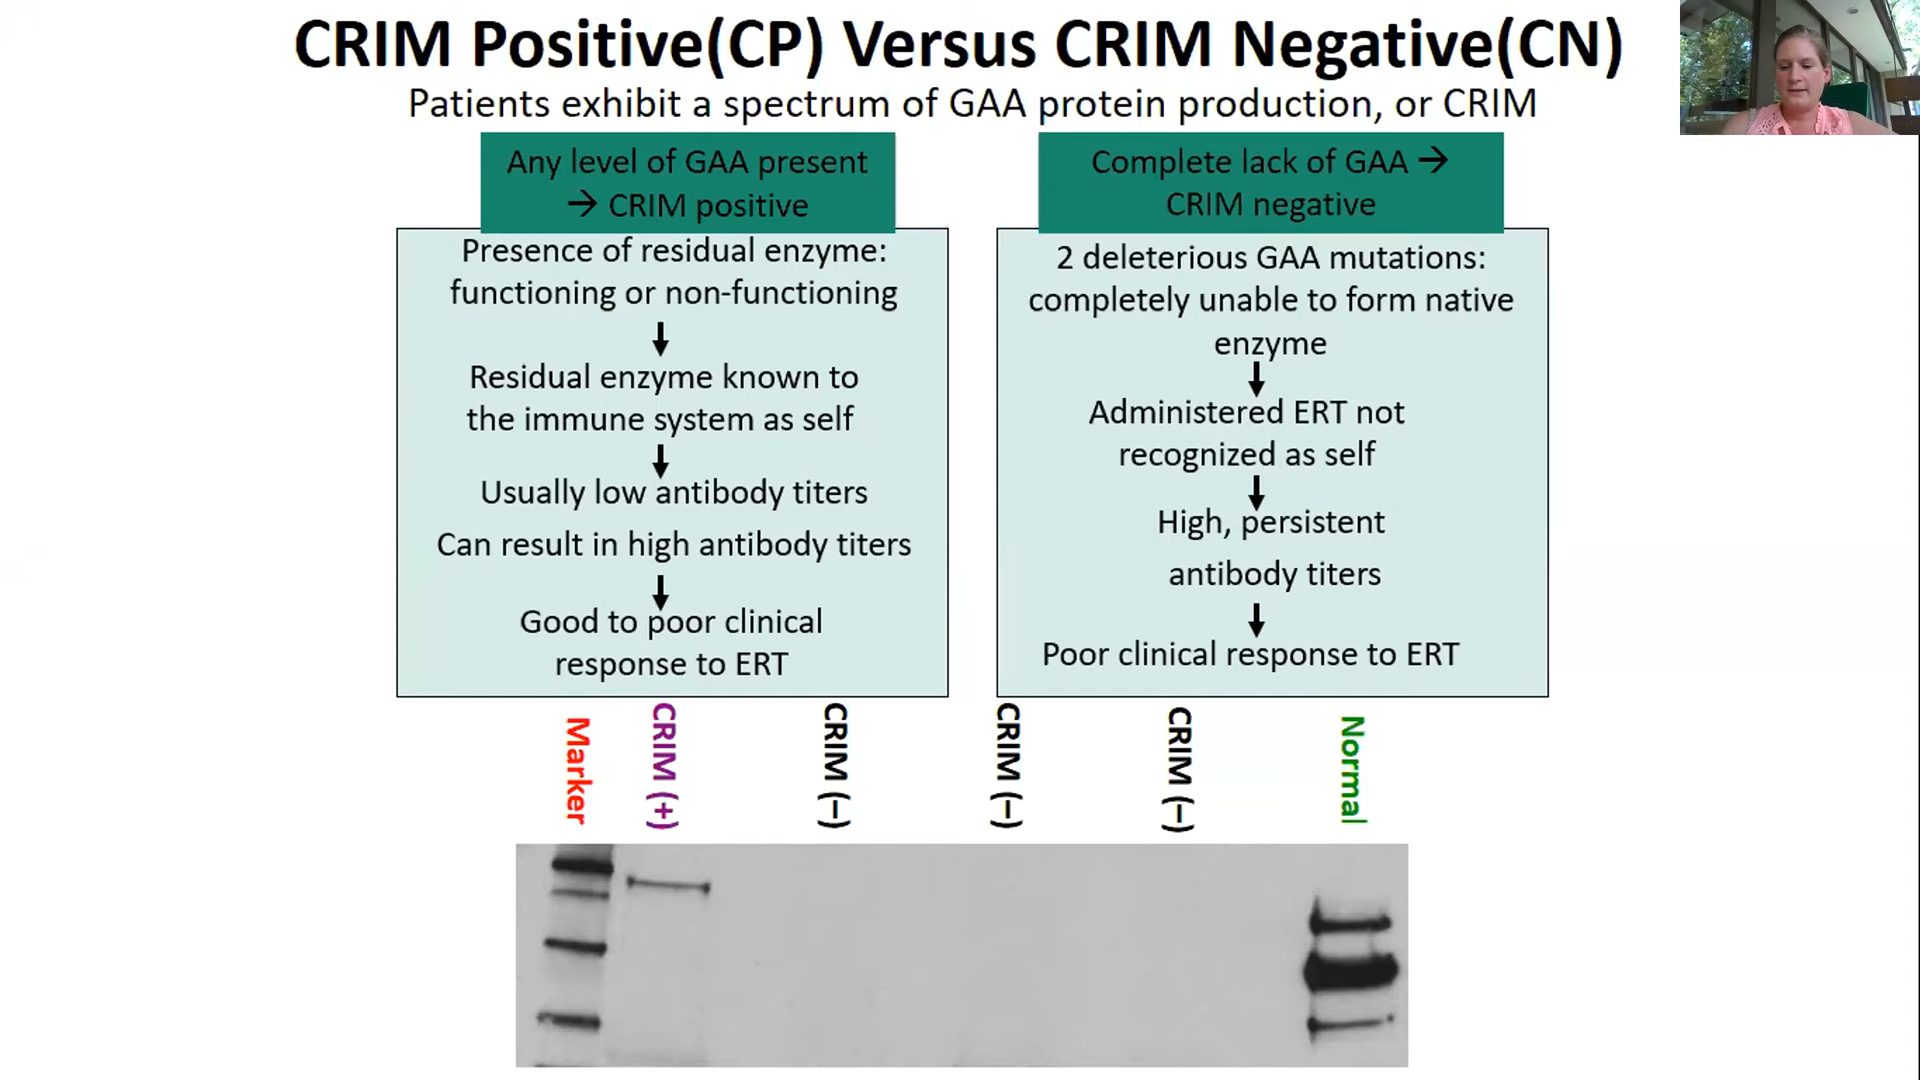 CRIM Positive(CP) Versus CRIM Negative(CN)
Patients exhibit a spectrum of GAA protein production, or CRIM
Any level of GAA present
→ CRIM positive
Presence of residual enzyme:
functioning or non-functioning
Residual enzyme known to
the immune system as self
Usually low antibody titers
Can result in high antibody titers
Good to poor clinical
response to ERT
Complete lack of GAA →
CRIM negative
2 deleterious GAA mutations:
completely unable to form native
enzyme
Administered ERT not
recognized as self
High, persistent
antibody titers
Poor clinical response to ERT
Marker
CRIM (+)
CRIM (−)
CRIM (−)
CRIM (−)
Normal